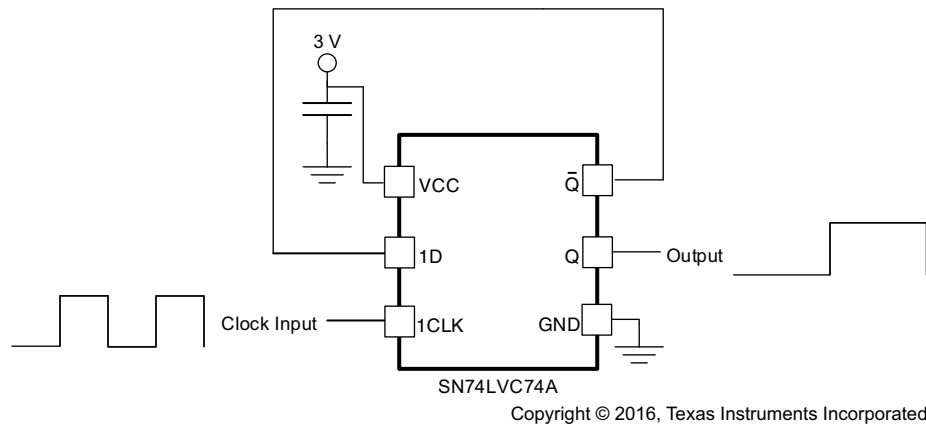 3 V
VCC
Q̅
1D
Q
Output
Clock Input
1CLK
GND
SN74LVC74A
Copyright © 2016, Texas Instruments Incorporated